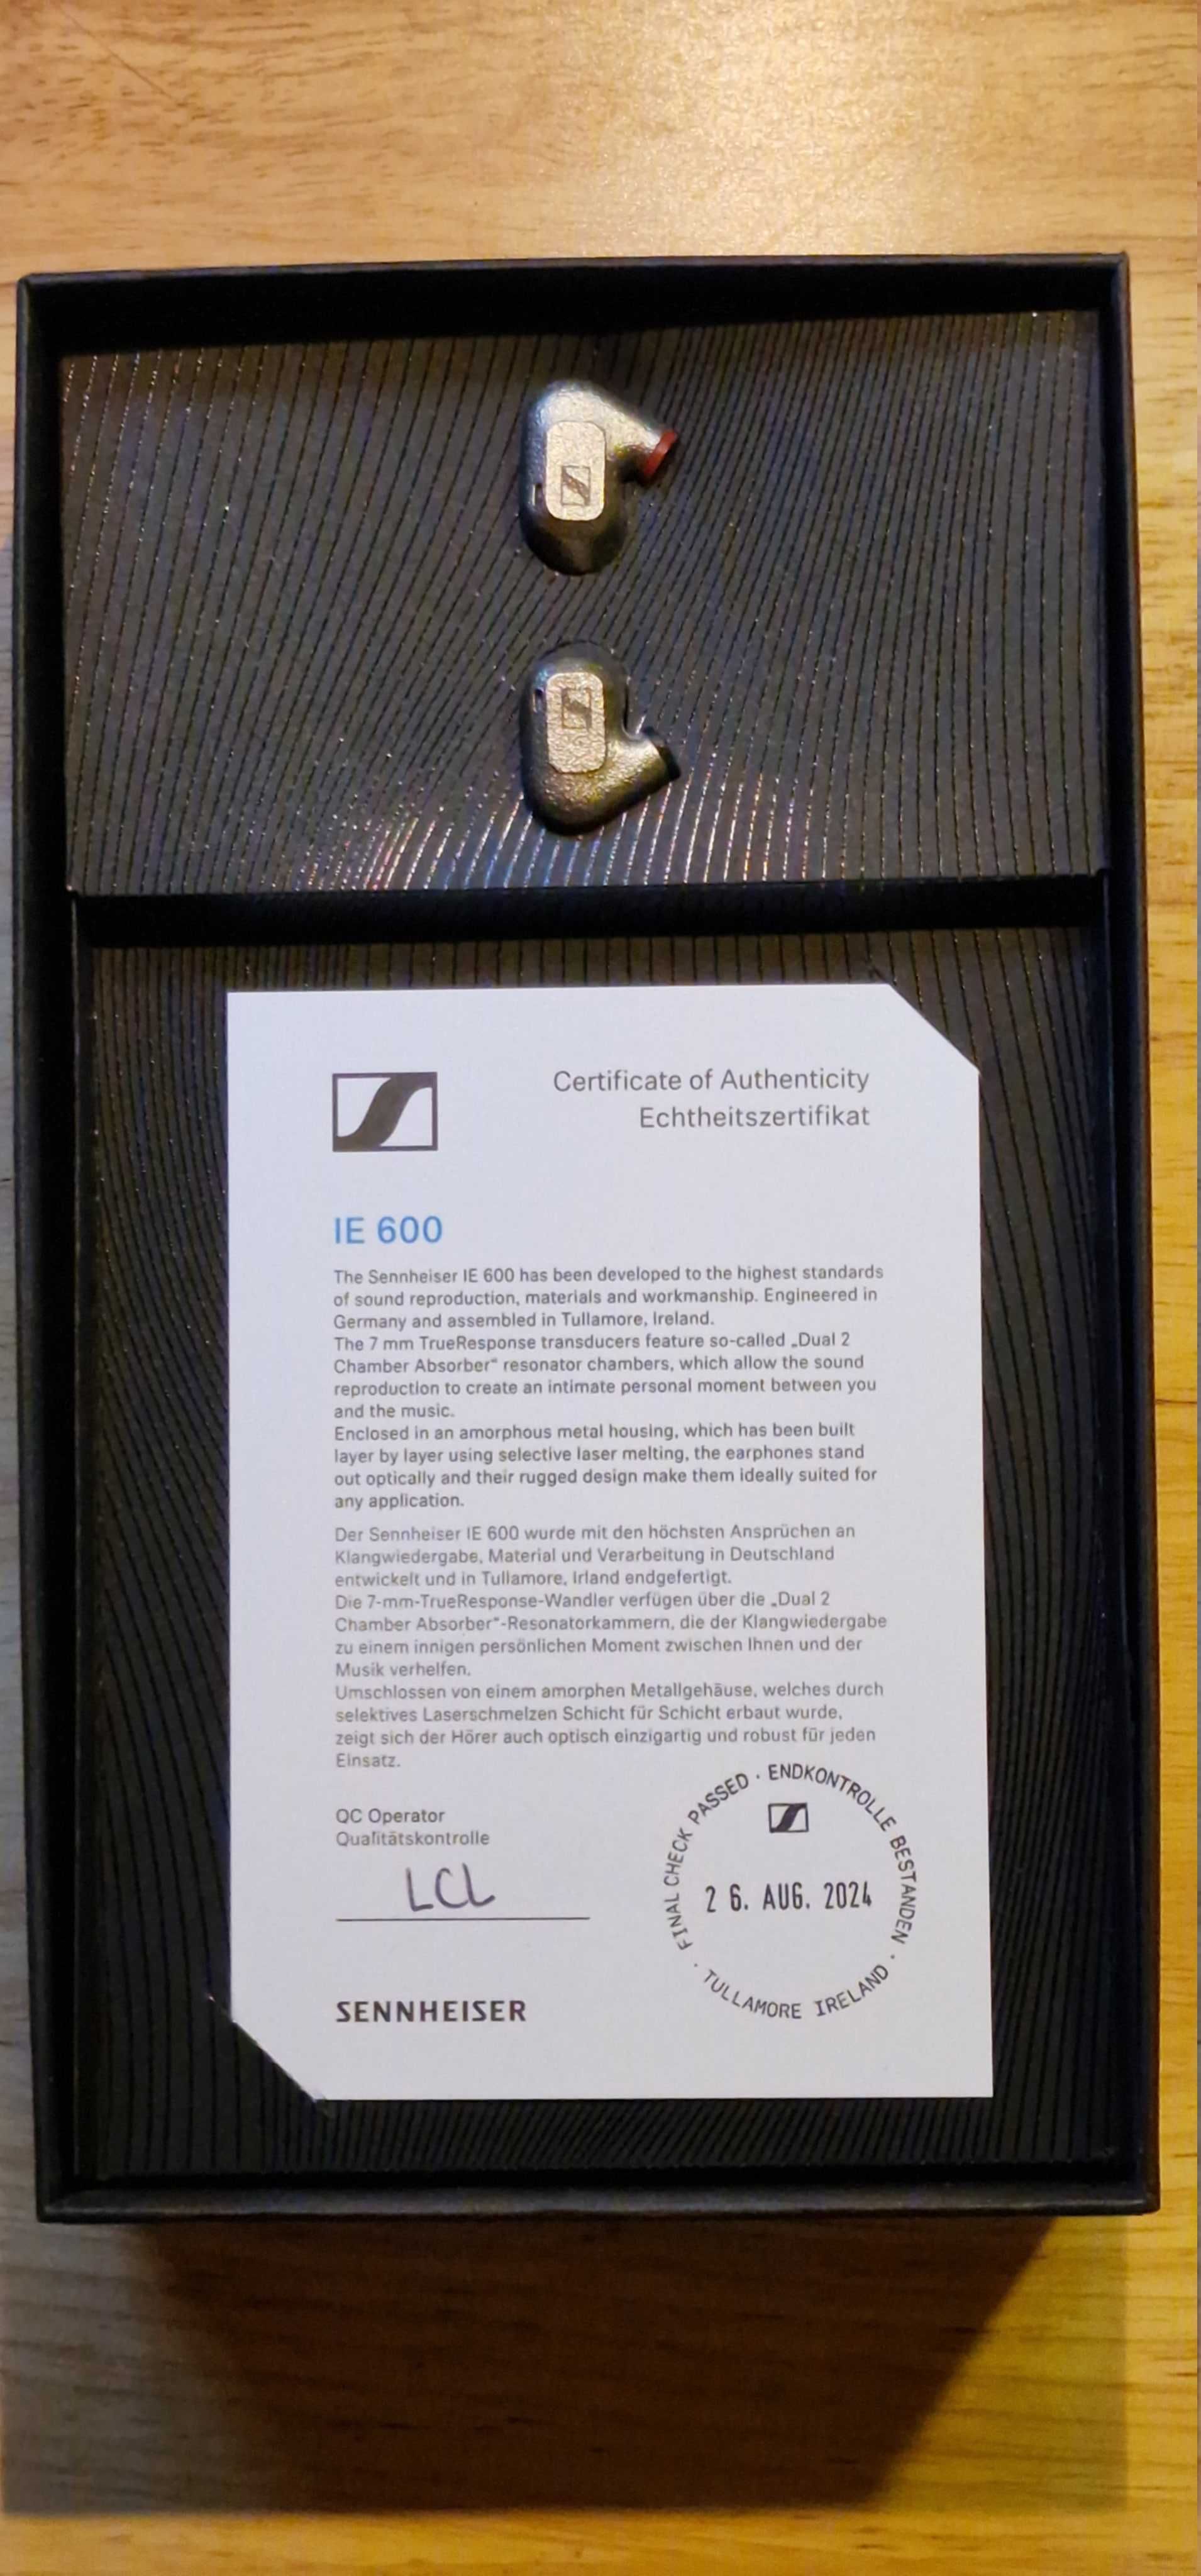 Certificate of Authenticity
Echtheitszertifikat
IE 600
The Sennheiser IE 600 has been developed to the highest standards
of sound reproduction, materials and workmanship. Engineered in
Germany and assembled in Tullamore, Ireland.
The 7 mm TrueResponse transducers feature so-called „Dual 2
Chamber Absorber“ resonator chambers, which allow the sound
reproduction to create an intimate personal moment between you
and the music.
Enclosed in an amorphous metal housing, which has been built
layer by layer using selective laser melting, the earphones stand
out optically and their rugged design make them ideally suited for
any application.
Der Sennheiser IE 600 wurde mit den höchsten Ansprüchen an
Klangwiedergabe, Material und Verarbeitung in Deutschland
entwickelt und in Tullamore, Irland endgefertigt.
Die 7-mm-TrueResponse-Wandler verfügen über die „Dual 2
Chamber Absorber“-Resonatorkammern, die der Klangwiedergabe
zu einem innigen persönlichen Moment zwischen Ihnen und der
Musik verhelfen.
Umschlossen von einem amorphen Metallgehäuse, welches durch
selektives Laserschmelzen Schicht für Schicht erbaut wurde,
zeigt sich der Hörer auch optisch einzigartig und robust für jeden
Einsatz.
QC Operator
Qualitätskontrolle
LCL
SENNHEISER
FINAL CHECK PASSED · ENDKONTROLLE BESTANDEN ·
2 6. AUG. 2024
TULLAMORE IRELAND ·